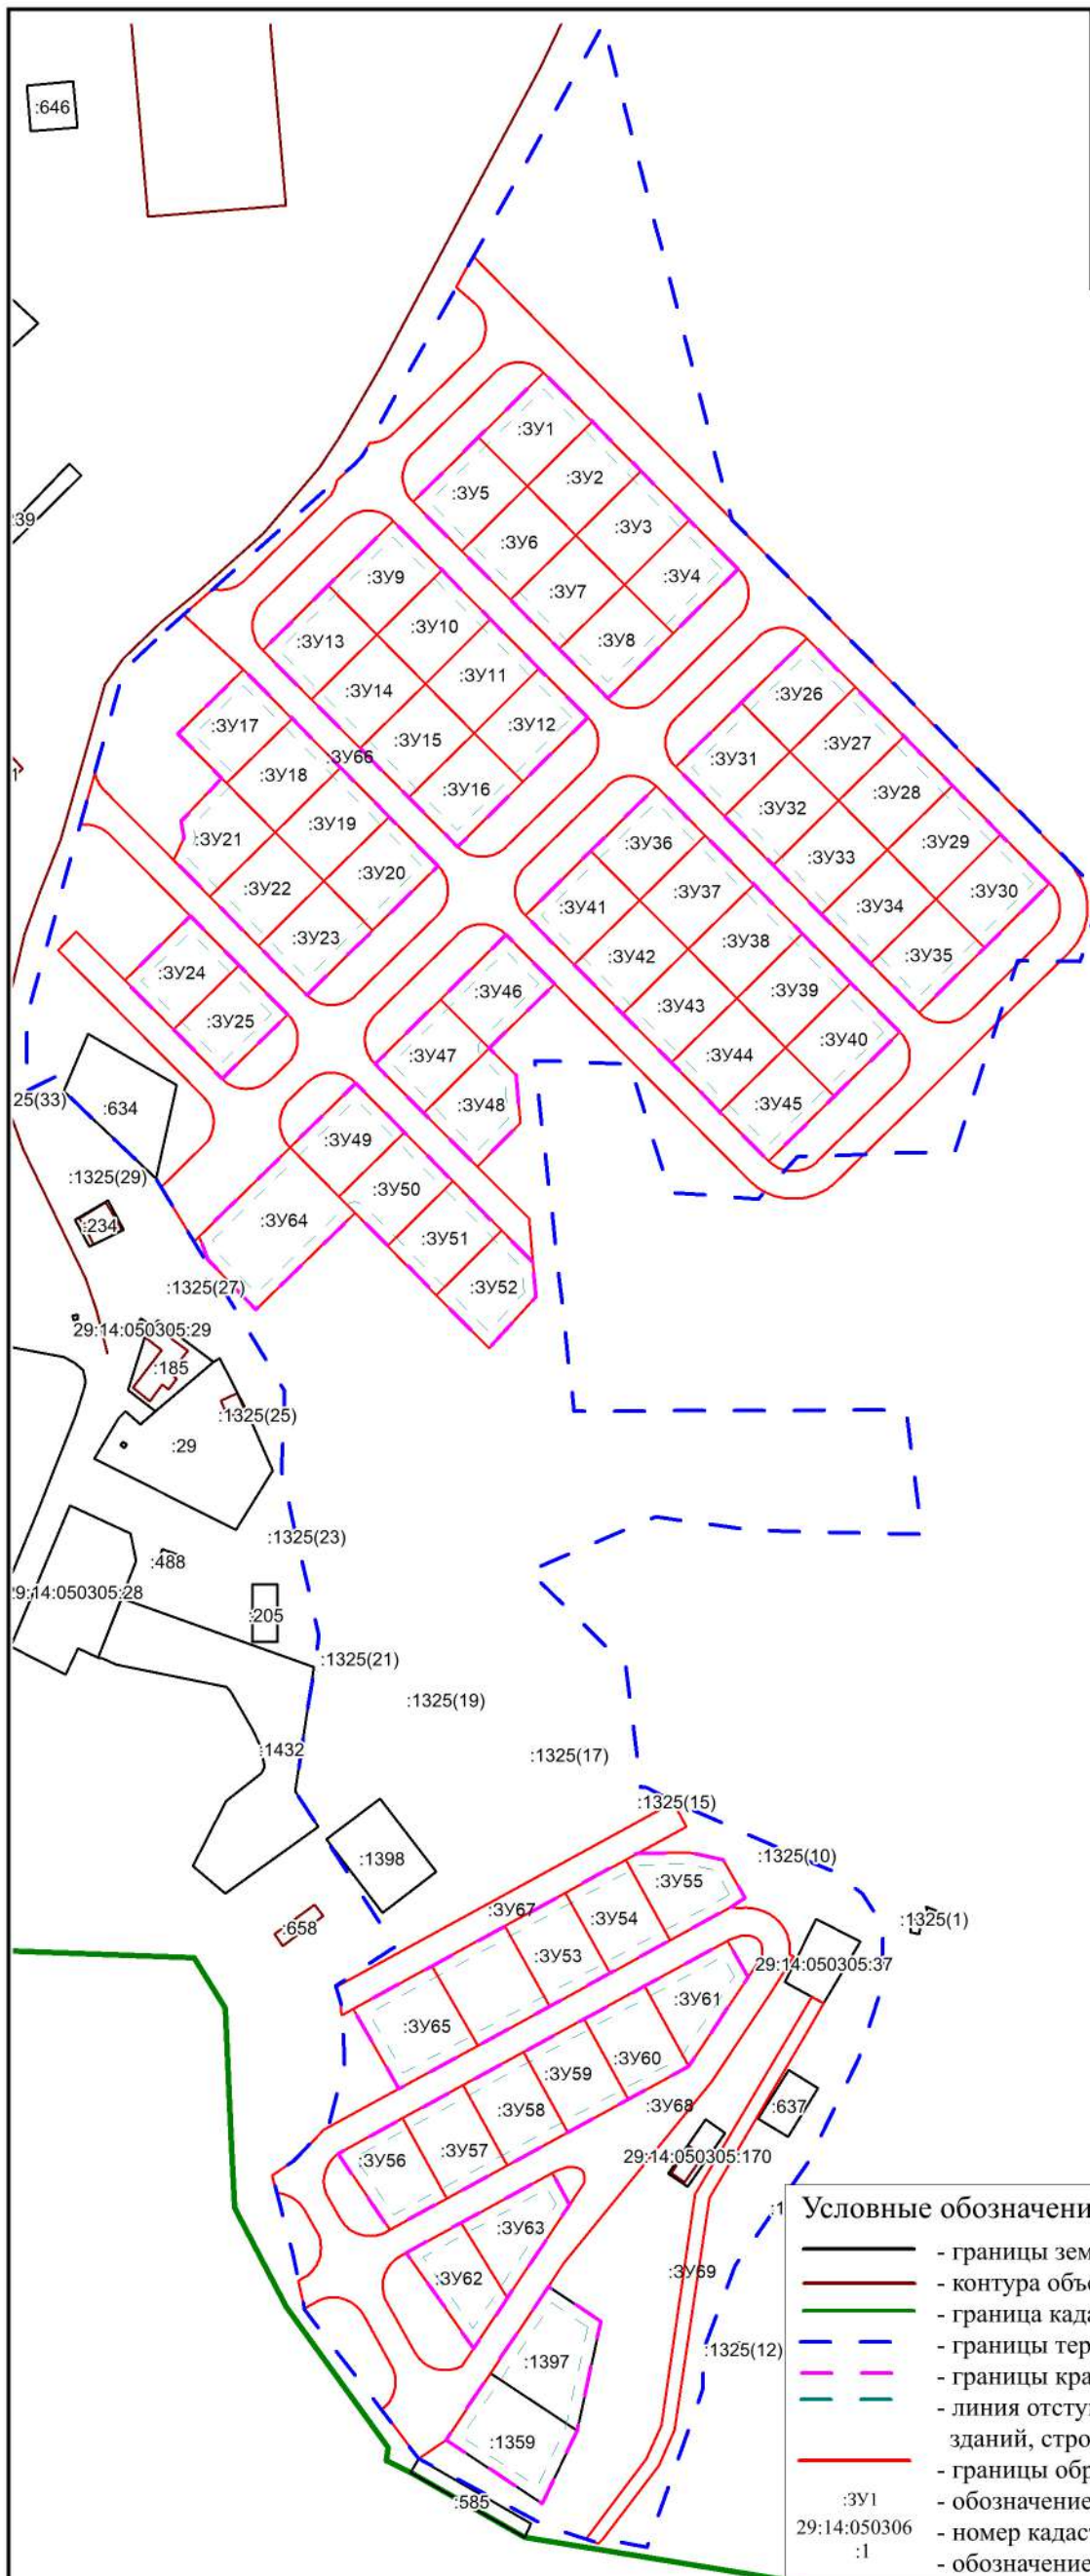 :646
:39
:ЗУ1
:ЗУ2
:ЗУ5
:ЗУ3
:ЗУ6
:ЗУ4
:ЗУ9
:ЗУ7
:ЗУ10
:ЗУ13
:ЗУ8
:ЗУ11
:ЗУ14
:ЗУ26
:ЗУ17
:ЗУ12
:ЗУ15
:ЗУ27
:ЗУ66
:ЗУ31
:ЗУ18
:ЗУ16
:ЗУ28
:ЗУ32
:ЗУ19
:ЗУ21
:ЗУ36
:ЗУ29
:ЗУ33
:ЗУ20
:ЗУ22
:ЗУ37
:ЗУ30
:ЗУ41
:ЗУ34
:ЗУ23
:ЗУ38
:ЗУ42
:ЗУ35
:ЗУ24
:ЗУ46
:ЗУ39
:ЗУ43
:ЗУ25
:ЗУ40
:ЗУ47
:ЗУ44
25(33)
:634
:ЗУ48
:ЗУ45
:ЗУ49
:1325(29)
:ЗУ50
:234
:ЗУ64
:ЗУ51
:1325(27)
:ЗУ52
29:14:050305:29
:185
:1325(25)
:29
:1325(23)
:488
29:14:050305:28
:205
:1325(21)
:1325(19)
:1432
:1325(17)
:1325(15)
:1398
:1325(10)
:ЗУ55
:ЗУ67
:ЗУ54
:1325(1)
:658
:ЗУ53
29:14:050305:37
:ЗУ61
:ЗУ65
:ЗУ60
:ЗУ59
:ЗУ68
:637
:ЗУ58
:ЗУ57
:ЗУ56
29:14:050305:170
:1
:ЗУ63
:ЗУ69
:ЗУ62
:1325(12)
:1397
:1359
:585
Условные обозначени
- границы зем
- контура объе
- граница када
- границы тер
- границы кра
- линия отсту
зданий, стро
- границы обр
:ЗУ1 - обозначение
29:14:050306 - номер кадаст
:1 - обозначение